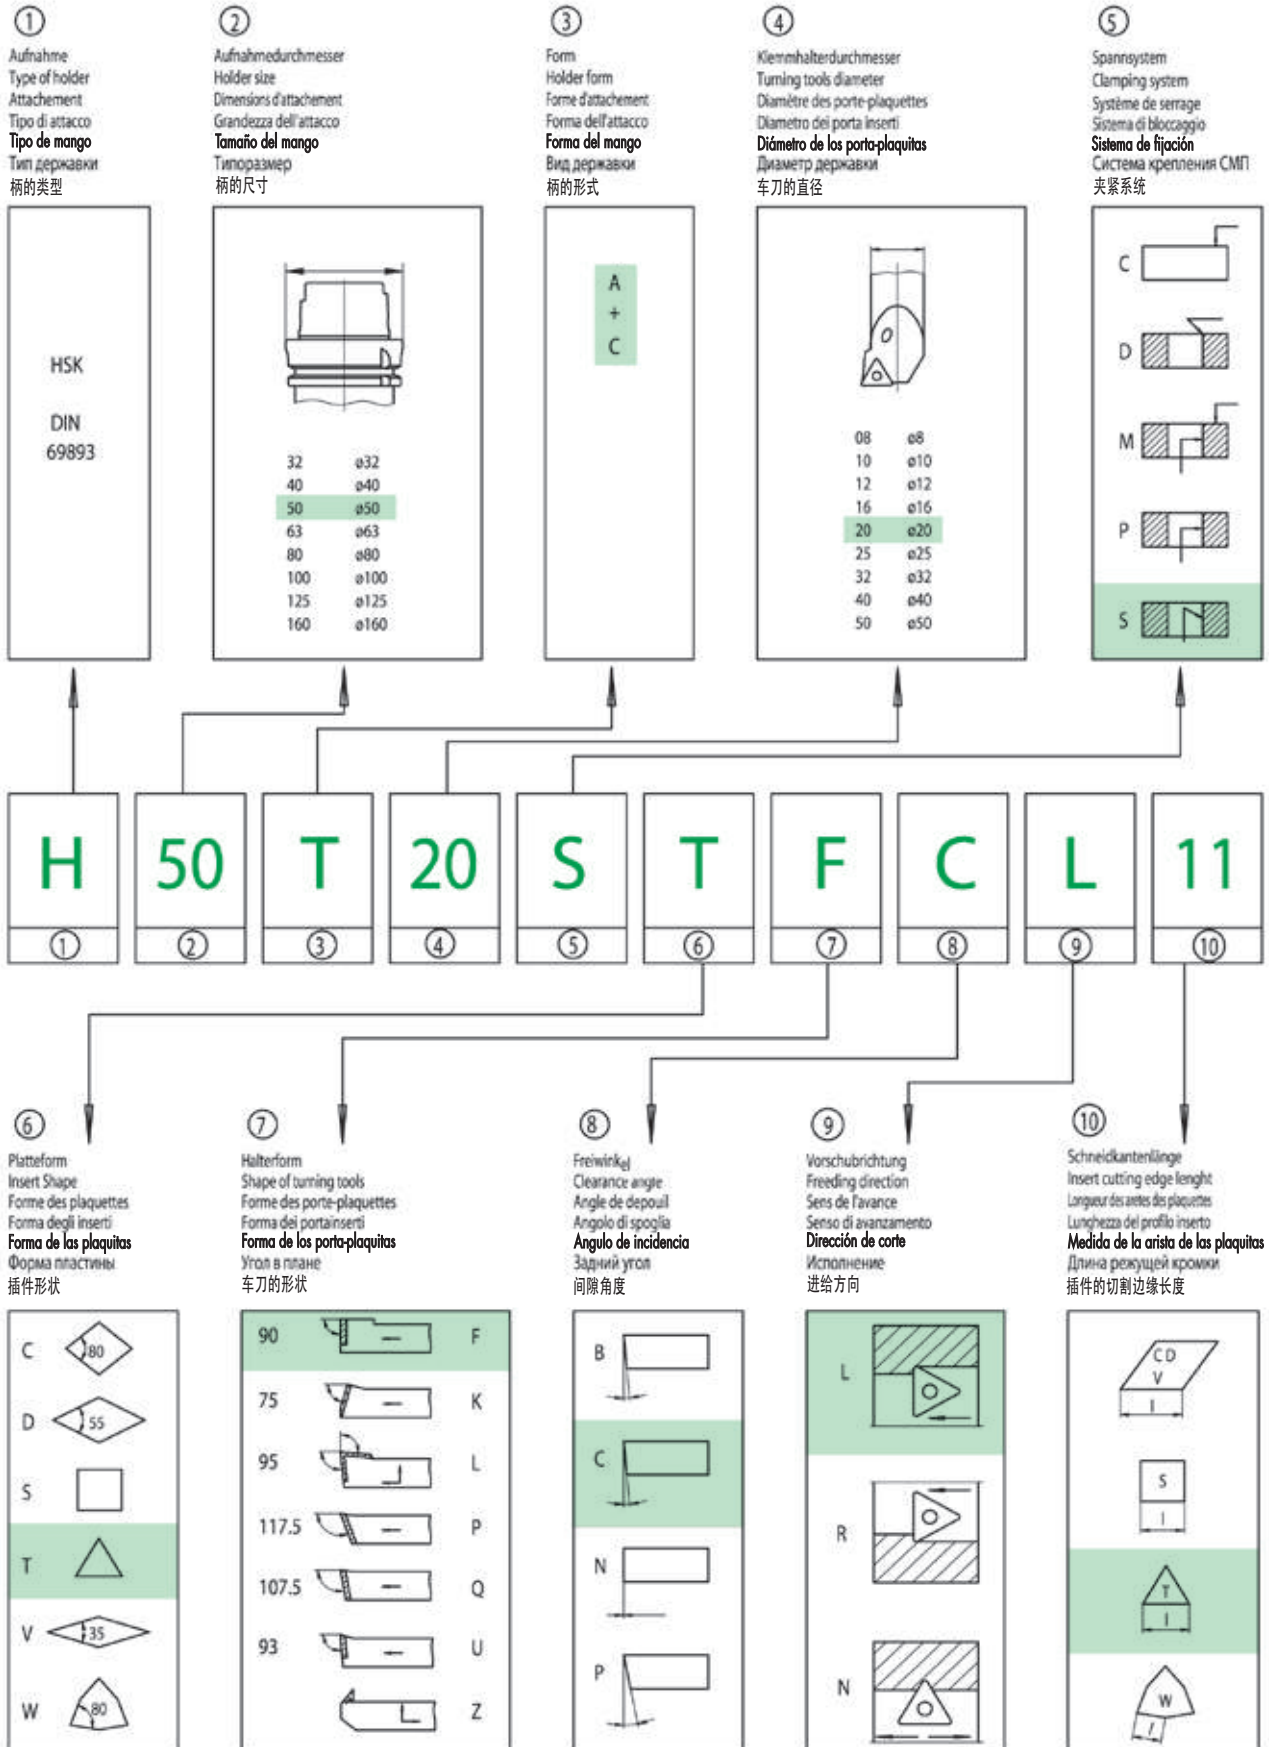 ①
Aufnahme
Type of holder
Attachement
Tipo di attacco
Tipo de mango
Тип державки
柄的类型
HSK
DIN
69893
②
Aufnahmedurchmesser
Holder size
Dimensions d'attachement
Grandezza dell'attacco
Tamaño del mango
Типоразмер
柄的尺寸
32 ø32
40 ø40
50 ø50
63 ø63
80 ø80
100 ø100
125 ø125
160 ø160
③
Form
Holder form
Forme d'attachement
Forma dell'attacco
Forma del mango
Вид державки
柄的形式
A
+
C
④
Klemmhalterdurchmesser
Turning tools diameter
Diamètre des porte-plaquettes
Diametro dei porta inserti
Diámetro de los porta-plaquitas
Диаметр державки
车刀的直径
08 ø8
10 ø10
12 ø12
16 ø16
20 ø20
25 ø25
32 ø32
40 ø40
50 ø50
⑤
Spannsystem
Clamping system
Système de serrage
Sistema di bloccaggio
Sistema de fijación
Система крепления СМП
夹紧系统
C
D
M
P
S
H 50 T 20 S T F C L 11
① ② ③ ④ ⑤ ⑥ ⑦ ⑧ ⑨ ⑩
⑥
Platteform
Insert Shape
Forme des plaquettes
Forma degli inserti
Forma de las plaquitas
Форма пластины
插件形状
C 80
D 55
S
T
V 35
W 80
⑦
Halterform
Shape of turning tools
Forme des porte-plaquettes
Forma dei portainserti
Forma de los porta-plaquitas
Угол в плане
车刀的形状
90 F
75 K
95 L
117.5 P
107.5 Q
93 U
Z
⑧
Freiwinkel
Clearance angle
Angle de depouil
Angolo di spoglia
Angulo de incidencia
Задний угол
间隙角度
B
C
N
P
⑨
Vorschubrichtung
Freeding direction
Sens de l'avance
Senso di avanzamento
Dirección de corte
Исполнение
进给方向
L
R
N
⑩
Schneidkantenlänge
Insert cutting edge lenght
Longueur des aretes des plaquettes
Lunghezza del profilo inserto
Medida de la arista de las plaquitas
Длина режущей кромки
插件的切割边缘长度
C D
V
l
S
l
T
l
W
l